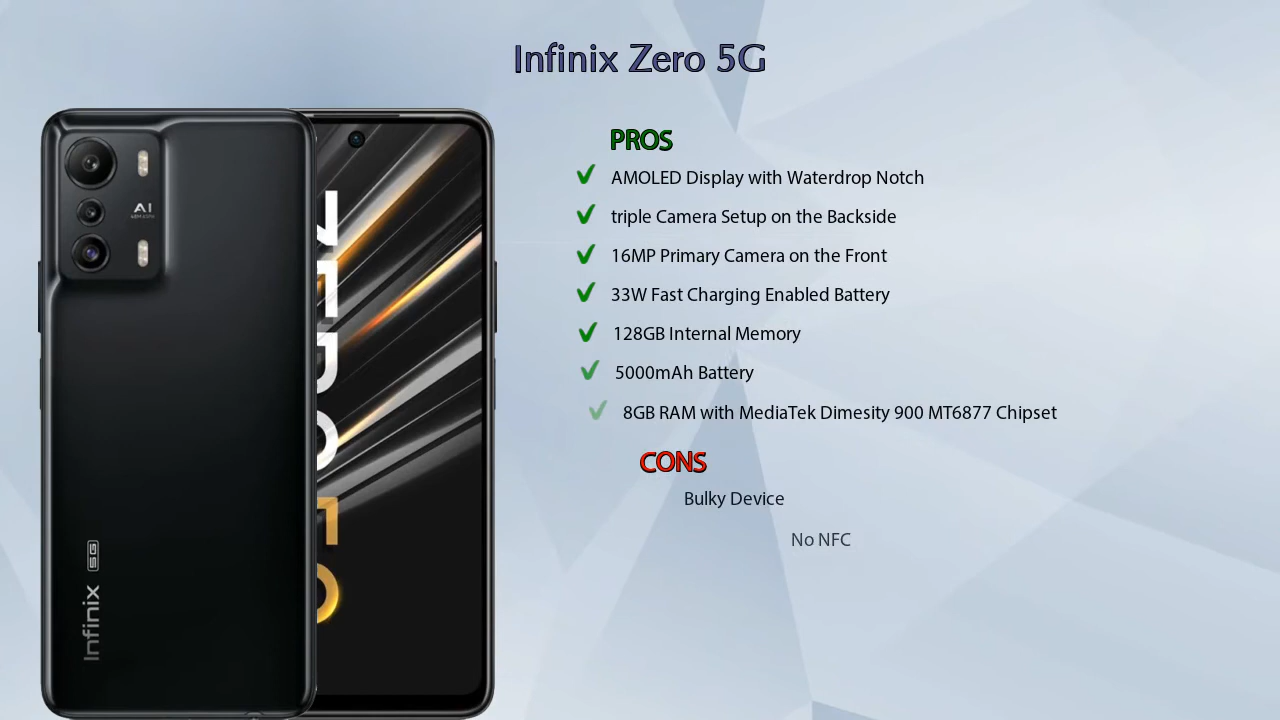 Infinix Zero 5G
PROS
AMOLED Display with Waterdrop Notch
triple Camera Setup on the Backside
16MP Primary Camera on the Front
33W Fast Charging Enabled Battery
128GB Internal Memory
5000mAh Battery
8GB RAM with MediaTek Dimesity 900 MT6877 Chipset
CONS
Bulky Device
No NFC
AI
Infinix 5G
ZERO